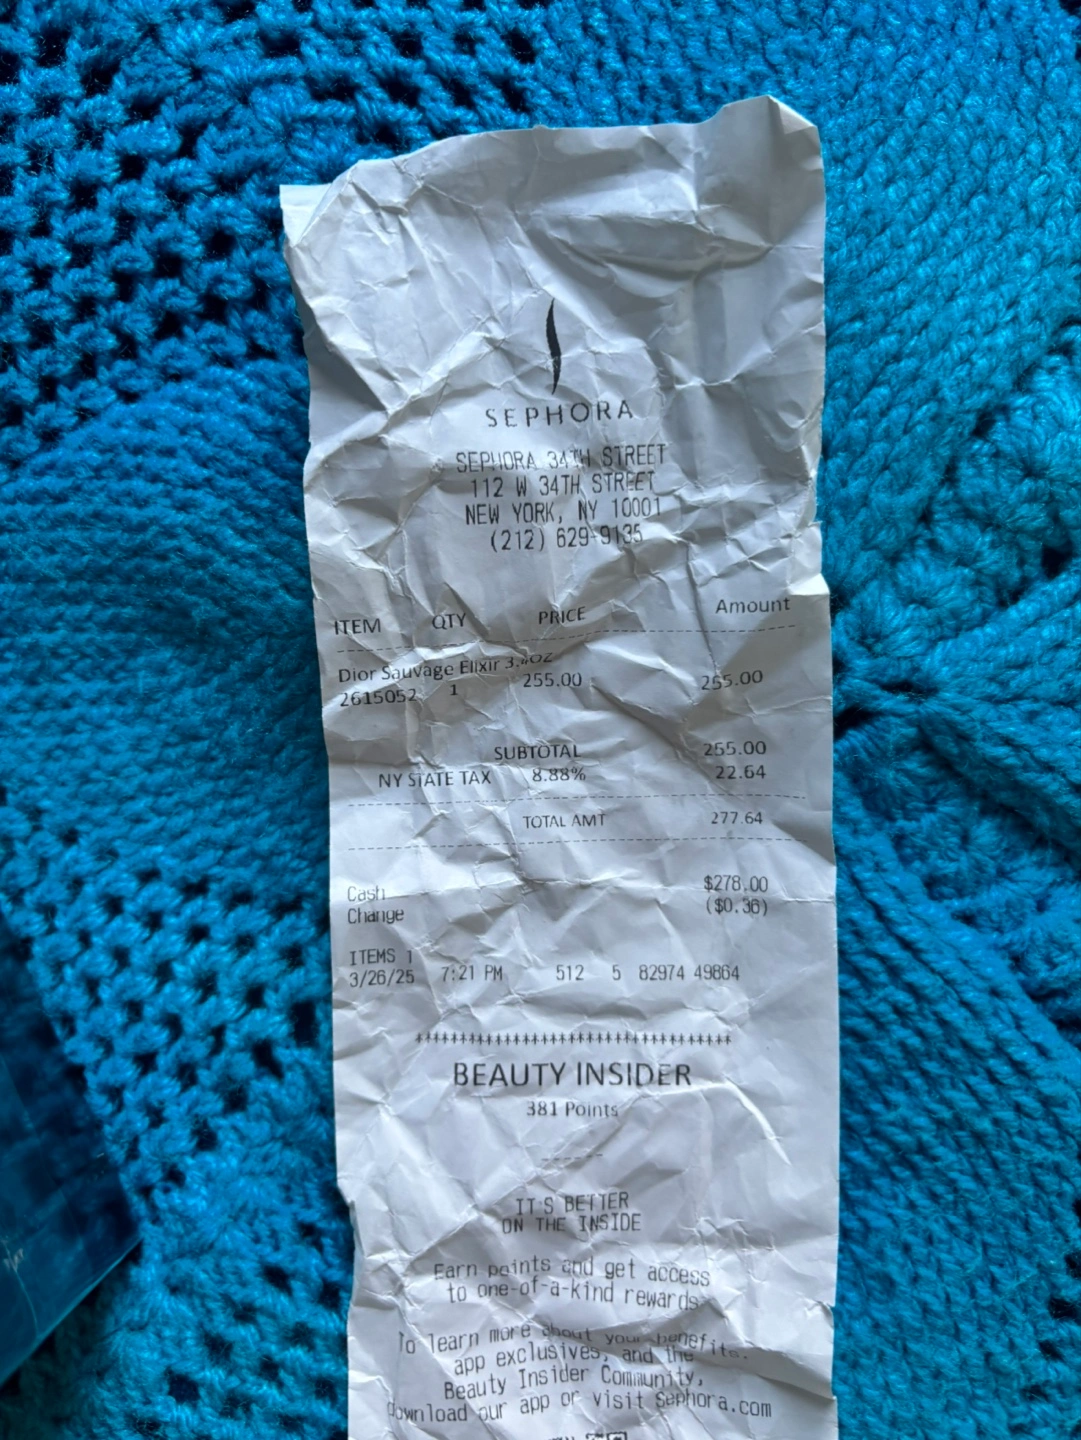 SEPHORA
SEPHORA 34TH STREET
112 W 34TH STREET
NEW YORK, NY 10001
(212) 629-9135
ITEM QTY PRICE Amount
Dior Sauvage Elixir 3.4OZ
2615052 1 255.00 255.00
SUBTOTAL 255.00
NY STATE TAX 8.88% 22.64
TOTAL AMT 277.64
Cash $278.00
Change ($0.36)
ITEMS 1
3/26/25 7:21 PM 512 5 82974 49864
BEAUTY INSIDER
381 Points
IT'S BETTER
ON THE INSIDE
Earn points and get access
to one-of-a-kind rewards
To learn more about your benefits,
app exclusives, and the
Beauty Insider Community,
download our app or visit Sephora.com